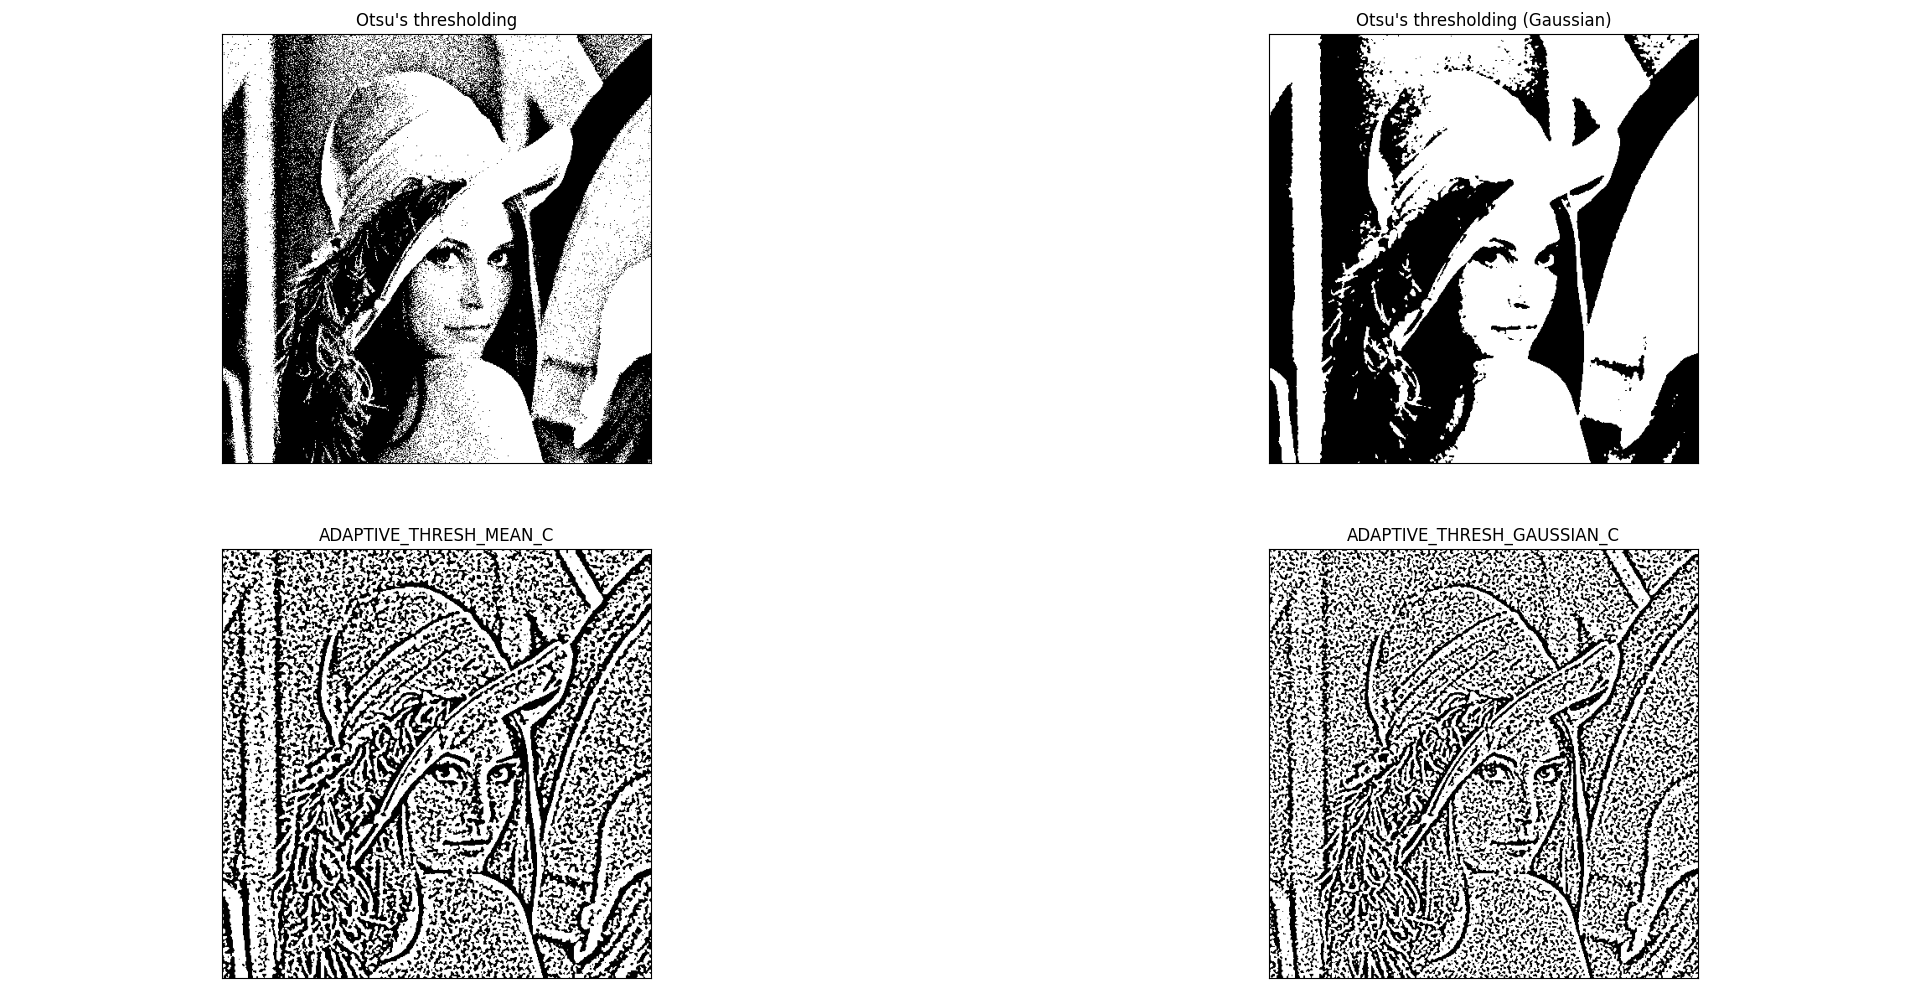 Otsu's thresholding
Otsu's thresholding (Gaussian)
ADAPTIVE_THRESH_MEAN_C
ADAPTIVE_THRESH_GAUSSIAN_C